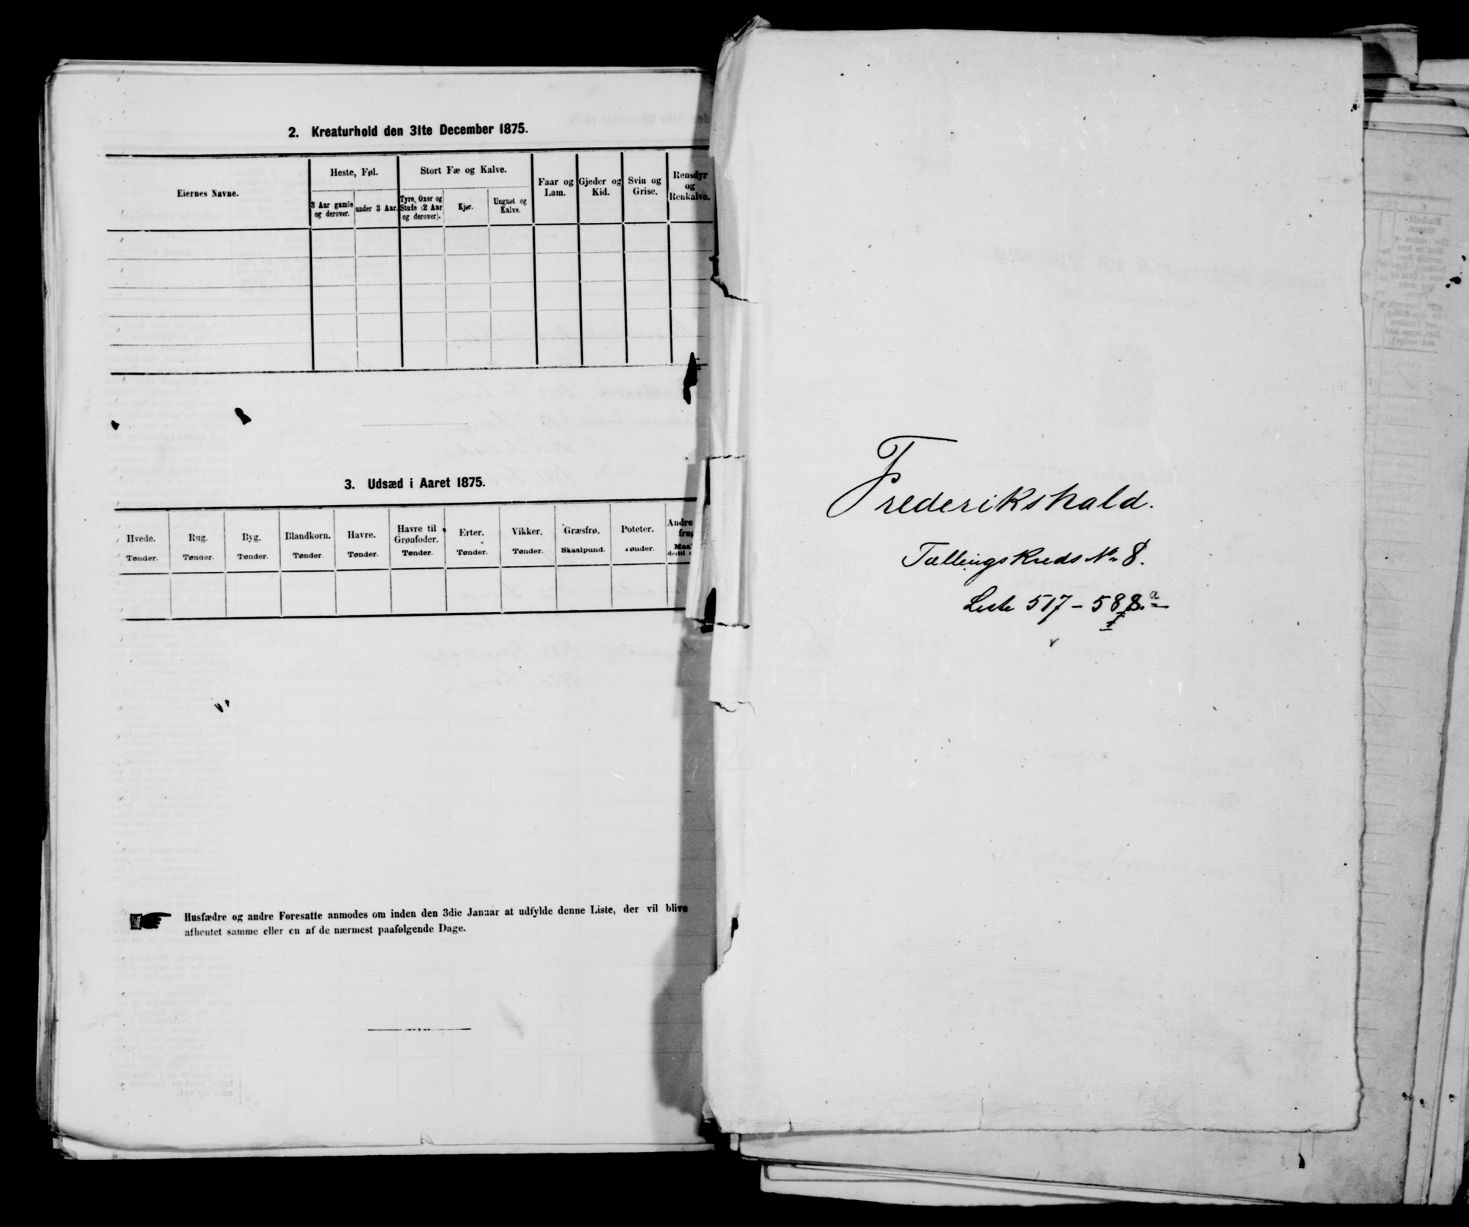 2. Kreaturhold den 31te December 1875.
Eiernes Navne.
Heste, Føl.
Stort Fæ og Kalve.
Faar og Lam.
Gjeder og Kid.
Svin og Grise.
Rensdyr og Renkalve.
3 Aar gamle og derover.
under 3 Aar.
Tyre, Oxer og Stude (2 Aar og derover).
Kjør.
Ungnøt og Kalve.
3. Udsæd i Aaret 1875.
Hvede.
Rug.
Byg.
Blandkorn.
Havre.
Havre til Grønfoder.
Erter.
Vikker.
Græsfrø.
Poteter.
Andre
Tønder.
Tønder.
Tønder.
Tønder.
Tønder.
Tønder.
Tønder.
Tønder.
Skaalpund.
Tønder.
Husfædre og andre Foresatte anmodes om inden den 3die Januar at udfylde denne Liste, der vil blive
afhentet samme eller en af de nærmest paafølgende Dage.
Frederikshald.
Tællingskreds No 8.
Liste 517 - 588.a